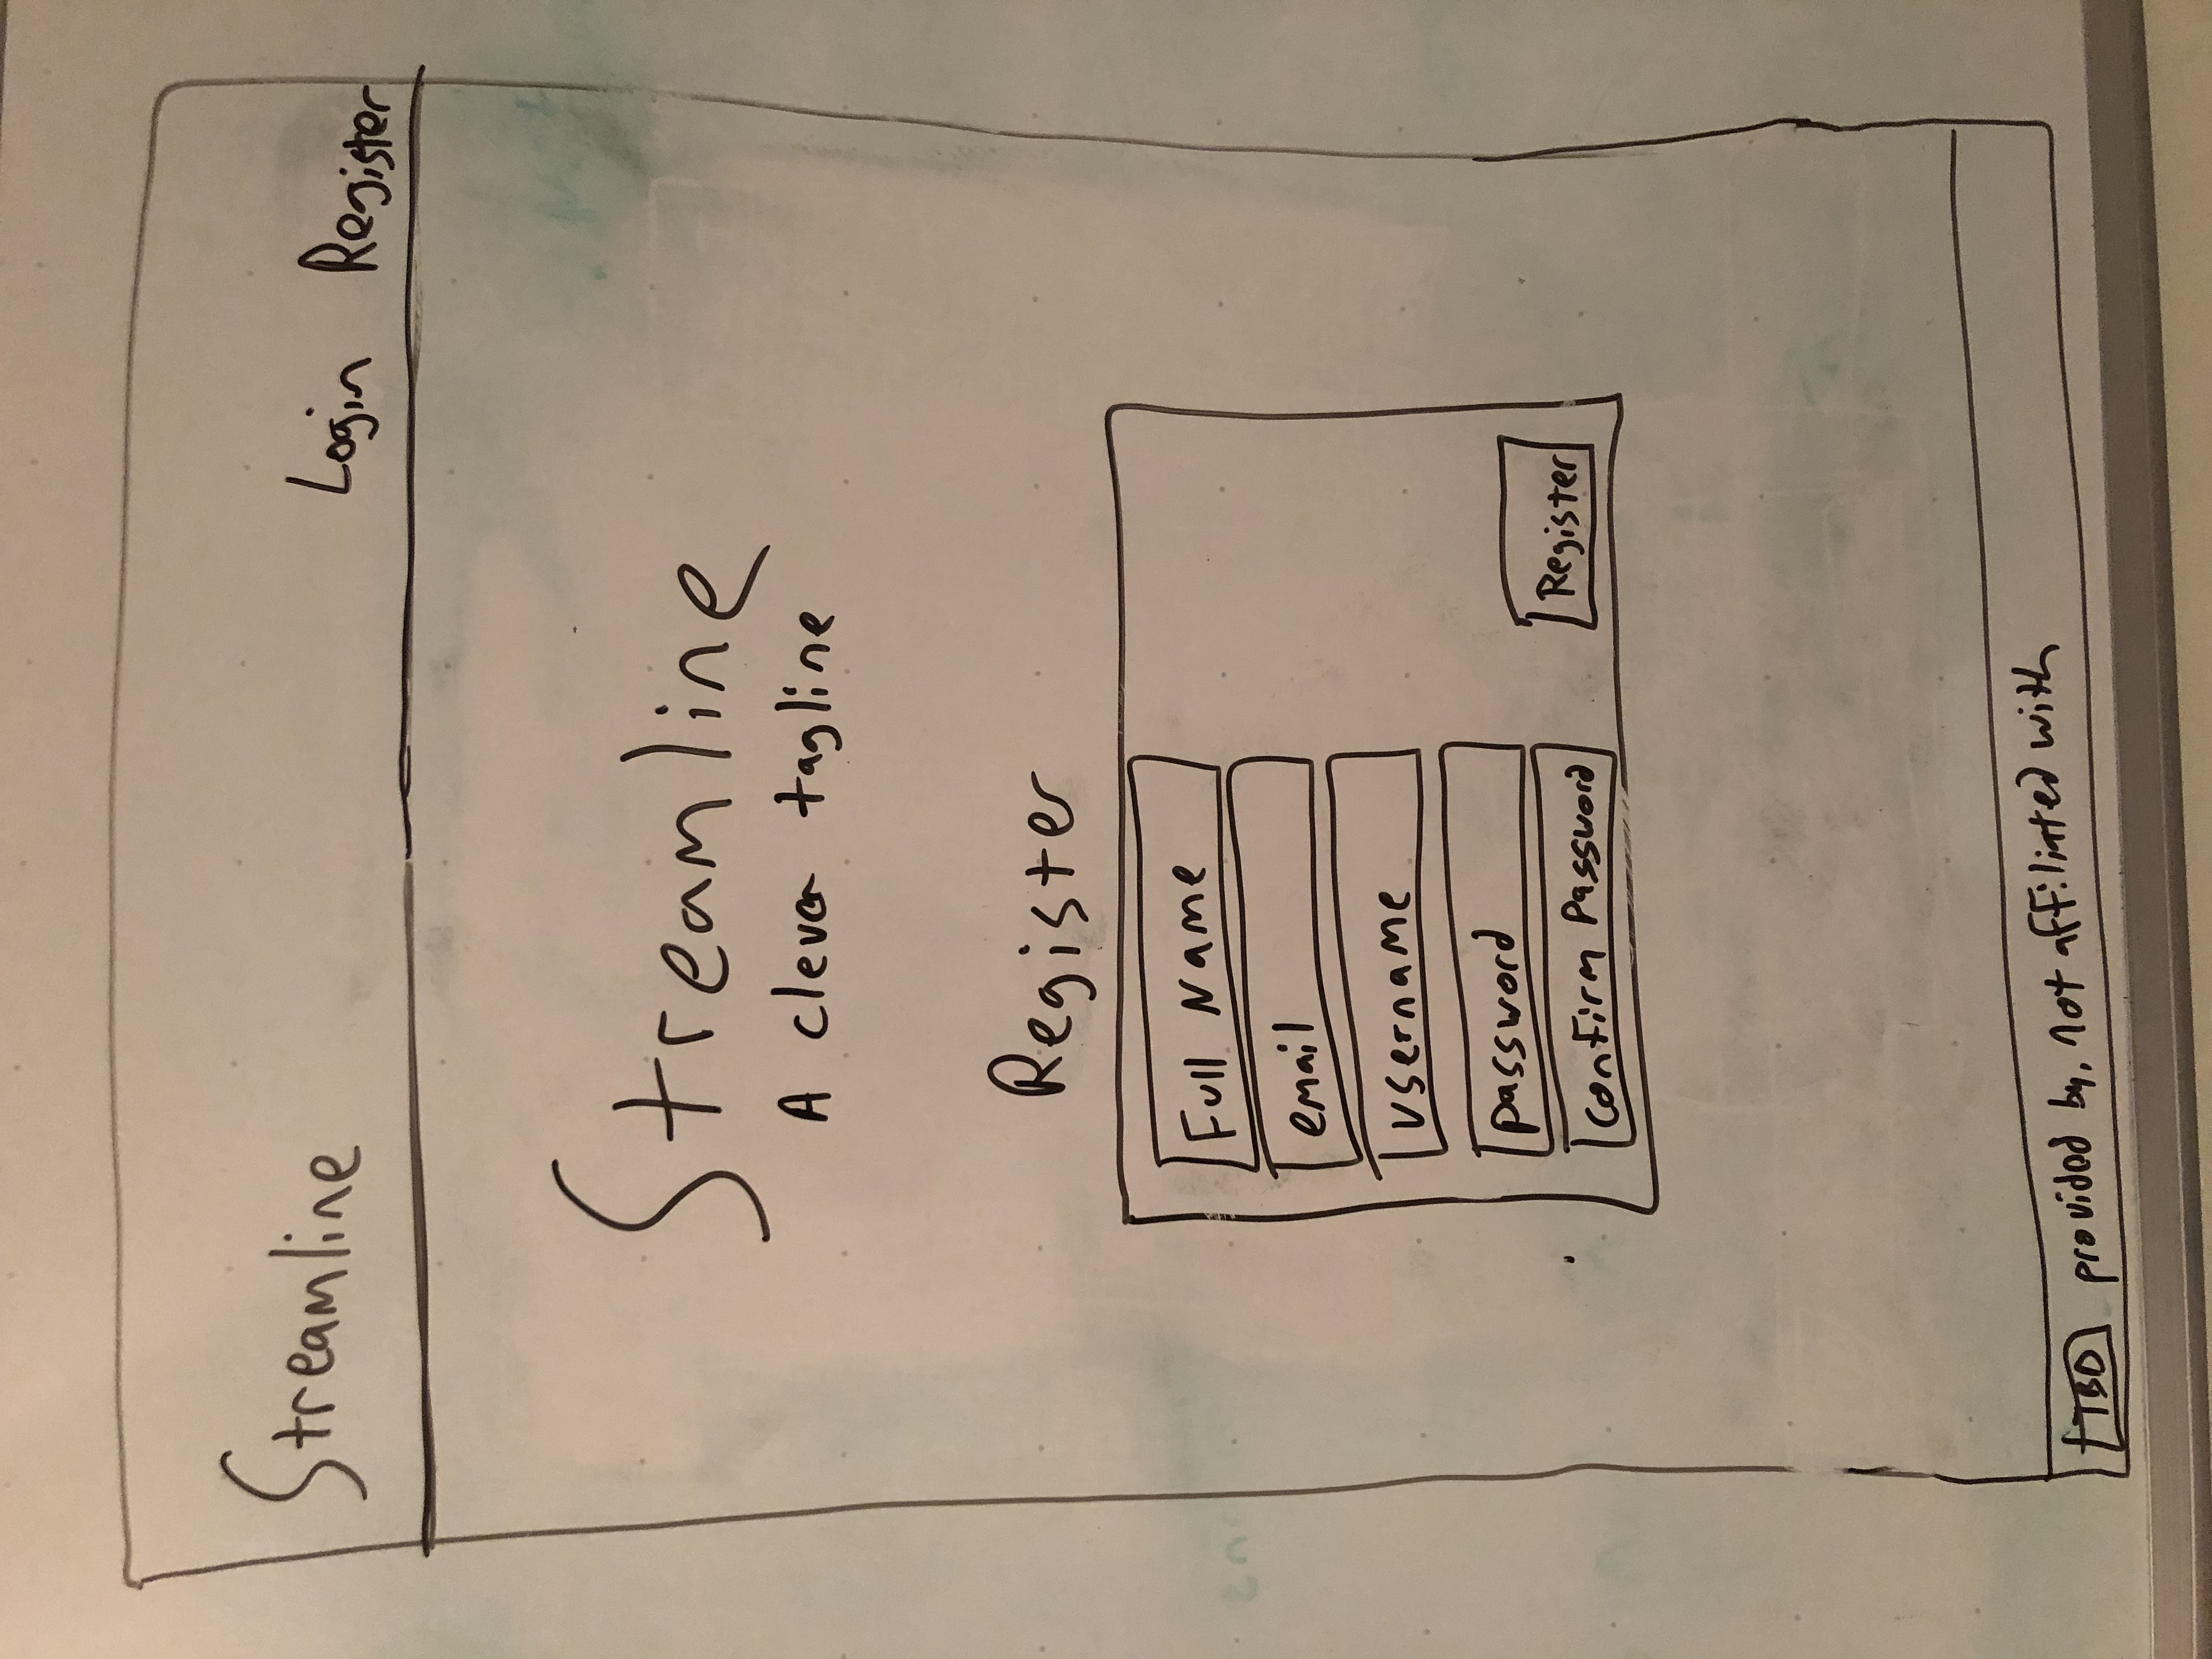 Streamline
Login Register
Streamline
A clever tagline
Register
Full Name
email
username
password
confirm Password
Register
TBD provided by, not affiliated with